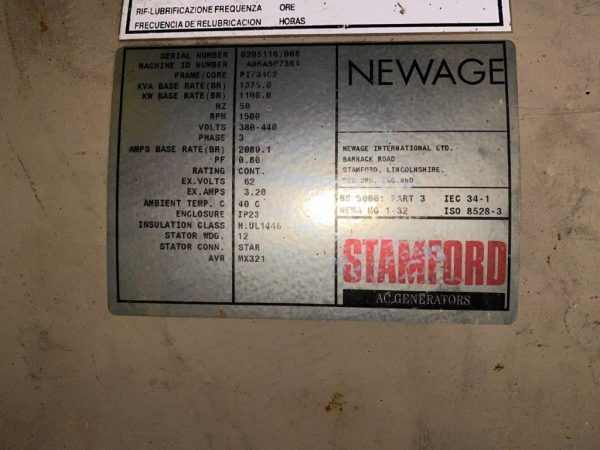 RIF-LUBRIFICAZIONE FREQUENZA ORE
FRECUENCIA DE RELUBRICACION HORAS
SERIAL NUMBER 0205116/008
MACHINE ID NUMBER
FRAME/CORE PI734C2
KVA BASE RATE(BR) 1375.0
KW BASE RATE(BR) 1100.0
HZ 50
RPM 1500
VOLTS 380-440
PHASE 3
AMPS BASE RATE(BR) 2089.1
PF 0.80
RATING CONT.
EX.VOLTS 62
EX.AMPS 3.20
AMBIENT TEMP. C 40 C
ENCLOSURE IP23
INSULATION CLASS H.UL1446
STATOR WDG. 12
STATOR CONN. STAR
AVR MX321
NEWAGE
NEWAGE INTERNATIONAL LTD.
BARNACK ROAD
STAMFORD, LINCOLNSHIRE.
ENGLAND
BS 5000: PART 3 IEC 34-1
NEMA MG 1-32 ISO 8528-3
STAMFORD
AC.GENERATORS